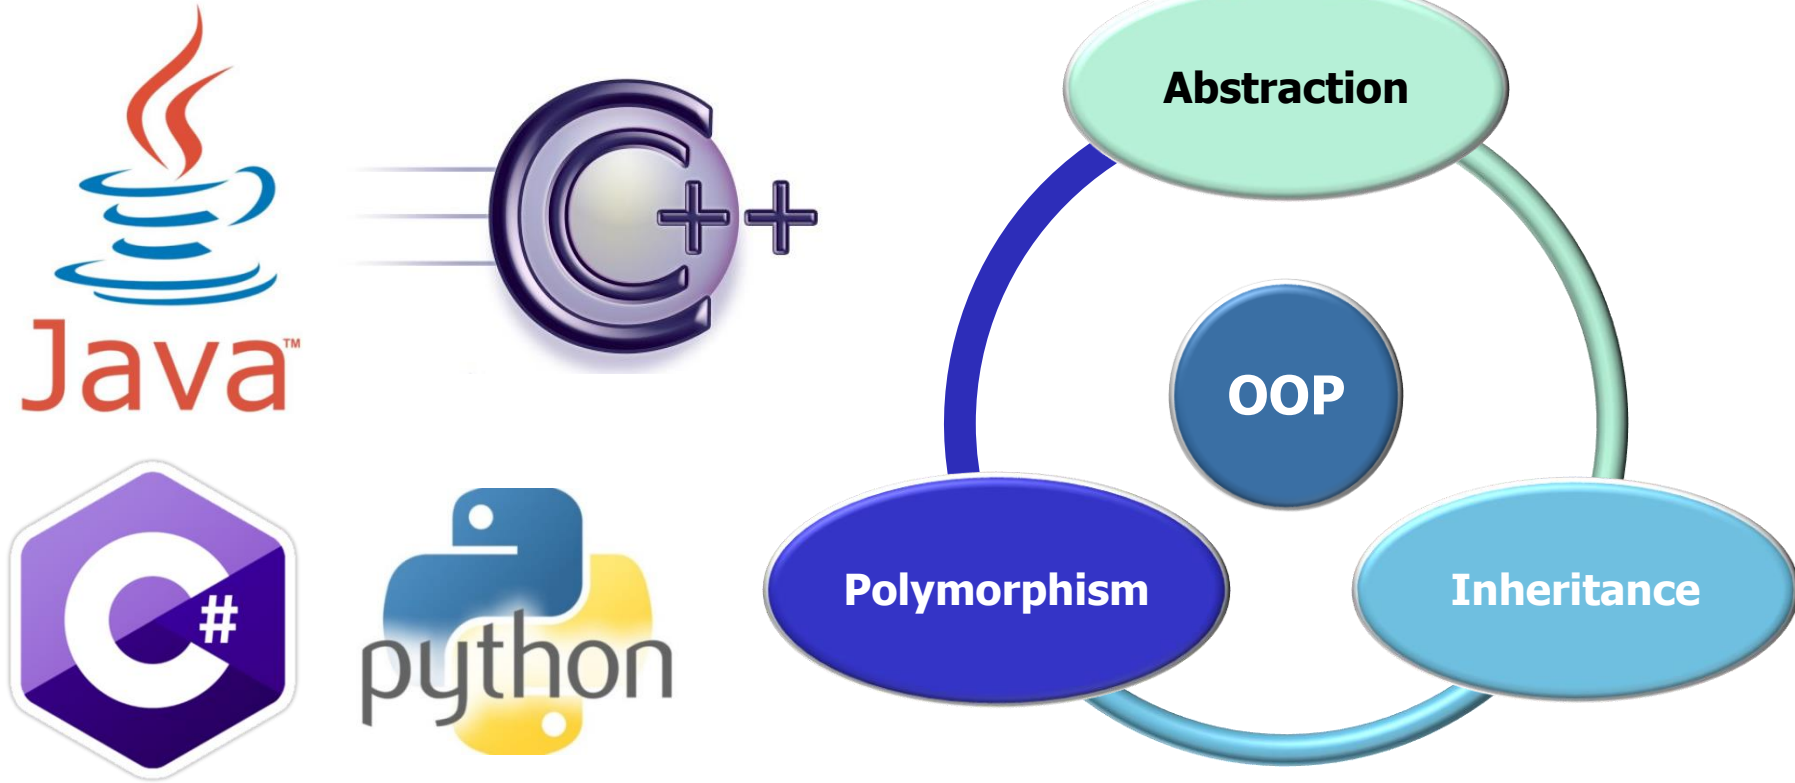 Java™
C++
C#
python
Abstraction
OOP
Polymorphism
Inheritance